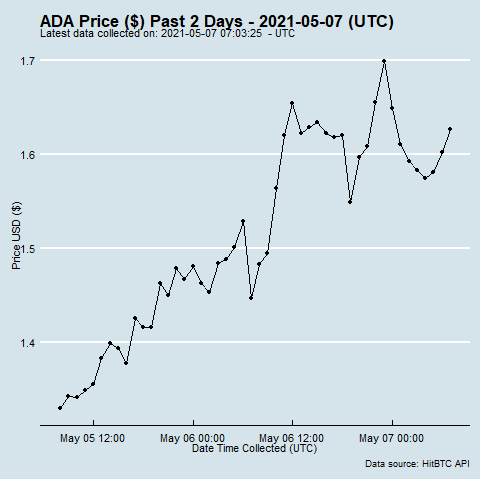 ADA Price ($) Past 2 Days - 2021-05-07 (UTC)
Latest data collected on: 2021-05-07 07:03:25 - UTC
1.7
1.6
1.5
1.4
Price USD ($)
May 05 12:00
May 06 00:00
May 06 12:00
May 07 00:00
Date Time Collected (UTC)
Data source: HitBTC API